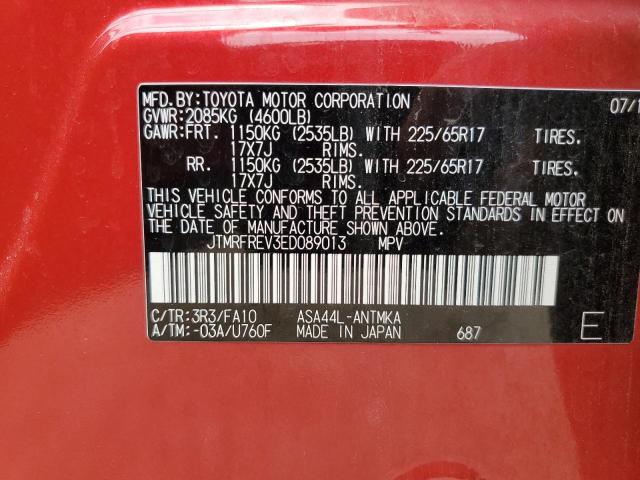 MFD.BY:TOYOTA MOTOR CORPORATION 07/1
GVWR:2085KG (4600LB)
GAWR:FRT. 1150KG (2535LB) WITH 225/65R17 TIRES.
17X7J RIMS.
RR. 1150KG (2535LB) WITH 225/65R17 TIRES.
17X7J RIMS.
THIS VEHICLE CONFORMS TO ALL APPLICABLE FEDERAL MOTOR
VEHICLE SAFETY AND THEFT PREVENTION STANDARDS IN EFFECT ON
THE DATE OF MANUFACTURE SHOWN ABOVE.
JTMRFREV3ED089013 MPV
C/TR:3R3/FA10 ASA44L-ANTMKA
A/TM:-03A/U760F MADE IN JAPAN 687 E